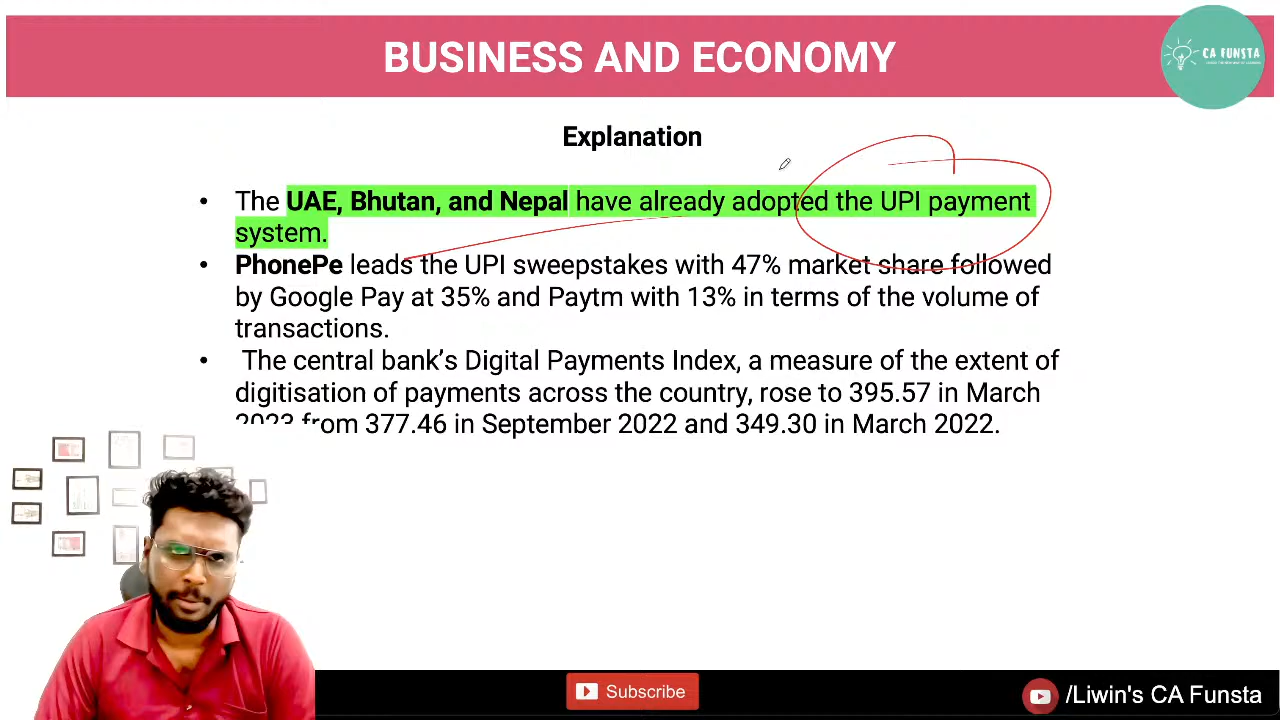 BUSINESS AND ECONOMY
CA FUNSTA
Explanation
• The UAE, Bhutan, and Nepal have already adopted the UPI payment
system.
• PhonePe leads the UPI sweepstakes with 47% market share followed
by Google Pay at 35% and Paytm with 13% in terms of the volume of
transactions.
• The central bank's Digital Payments Index, a measure of the extent of
digitisation of payments across the country, rose to 395.57 in March
2023 from 377.46 in September 2022 and 349.30 in March 2022.
Subscribe
/Liwin's CA Funsta